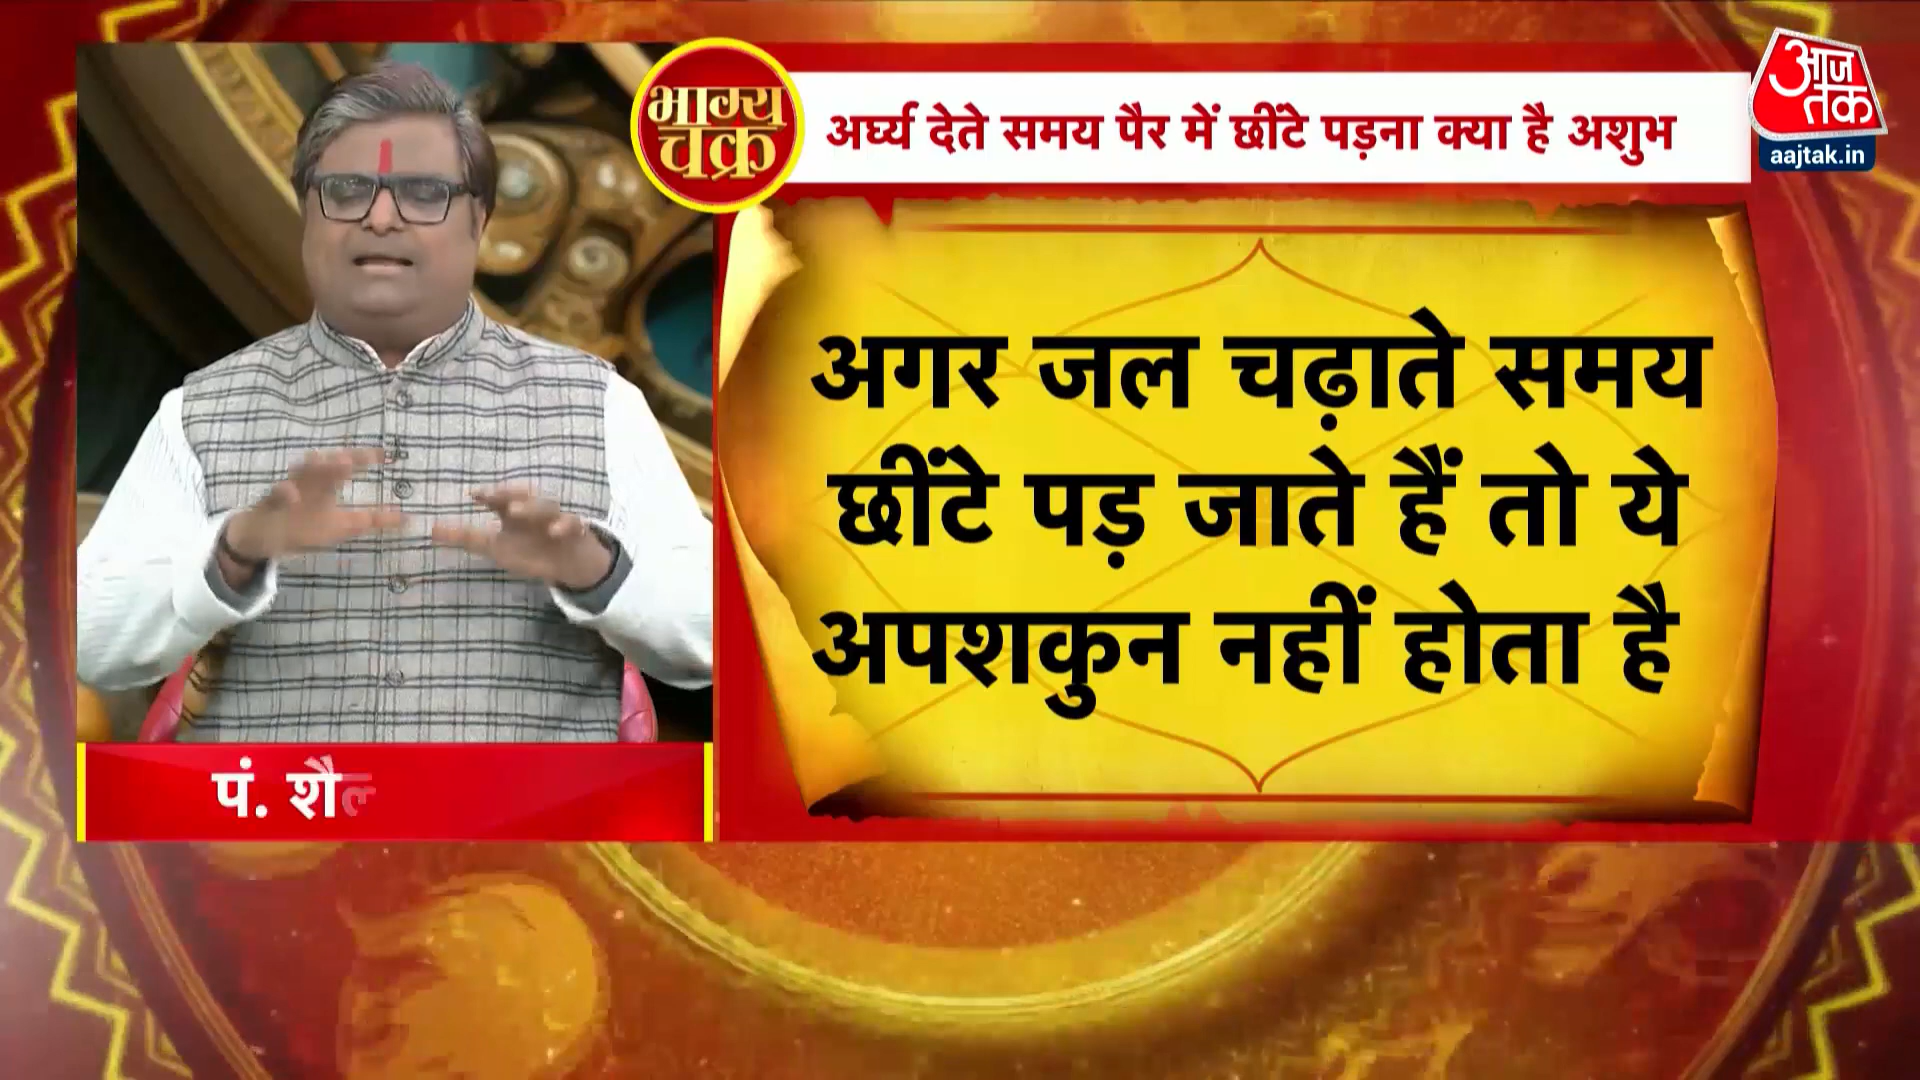 भाग्य
चक्र
अर्घ्य देते समय पैर में छींटे पड़ना क्या है अशुभ
आज
तक
aajtak.in
अगर जल चढ़ाते समय
छींटे पड़ जाते हैं तो ये
अपशकुन नहीं होता है
पं.